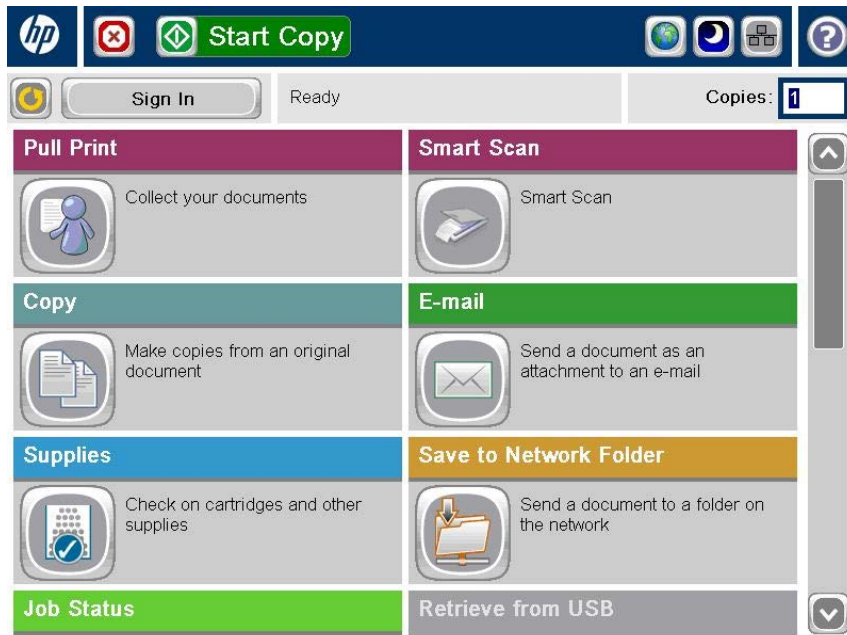 hp
Start Copy
?
Sign In
Ready
Copies: 1
Pull Print
Smart Scan
Collect your documents
Smart Scan
Copy
E-mail
Make copies from an original
document
Send a document as an
attachment to an e-mail
Supplies
Save to Network Folder
Check on cartridges and other
supplies
Send a document to a folder on
the network
Job Status
Retrieve from USB